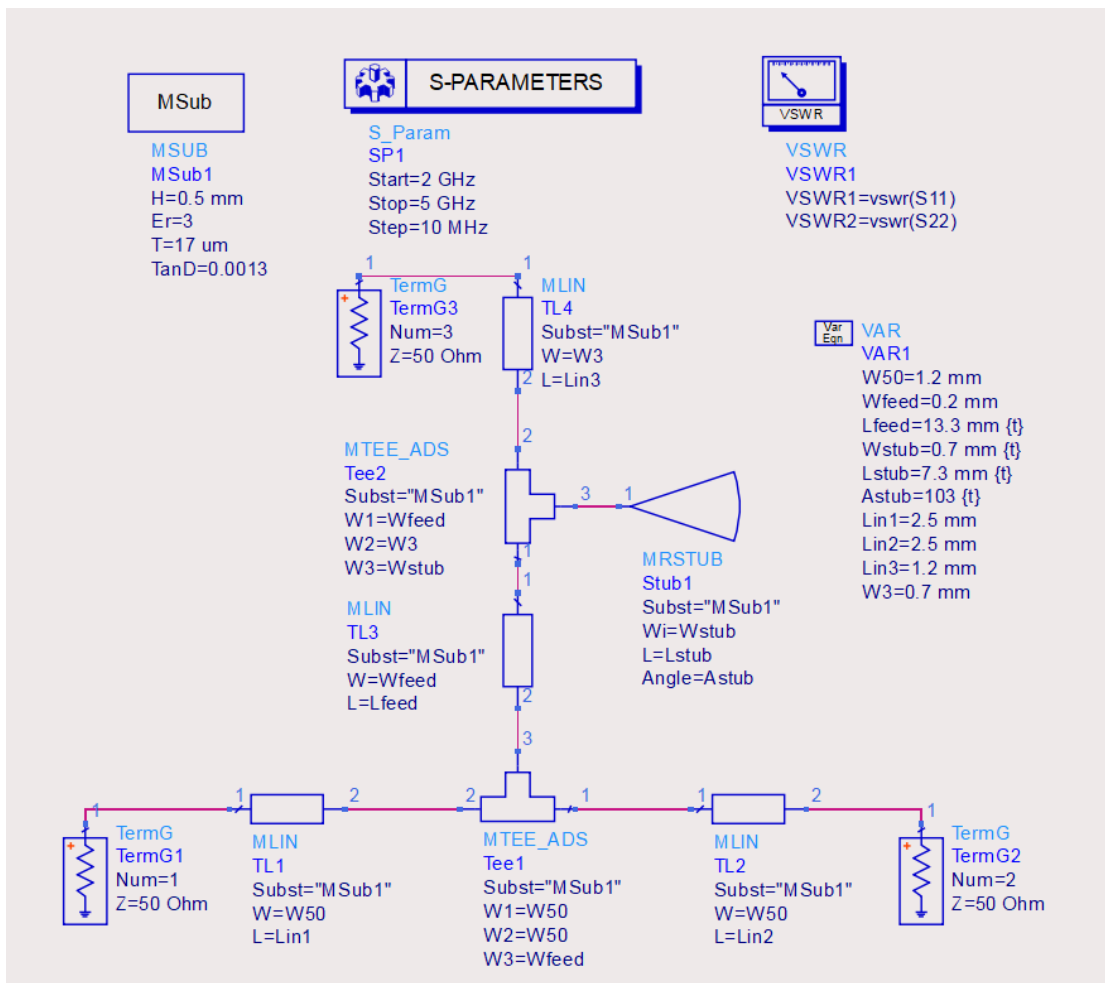 MSub
MSUB
MSub1
H=0.5 mm
Er=3
T=17 um
TanD=0.0013
S-PARAMETERS
S_Param
SP1
Start=2 GHz
Stop=5 GHz
Step=10 MHz
VSWR
VSWR
VSWR1
VSWR1=vswr(S11)
VSWR2=vswr(S22)
1
TermG
TermG3
Num=3
Z=50 Ohm
1
MLIN
TL4
Subst="MSub1"
W=W3
L=Lin3
2
Var
Eqn
VAR
VAR1
W50=1.2 mm
Wfeed=0.2 mm
Lfeed=13.3 mm {t}
Wstub=0.7 mm {t}
Lstub=7.3 mm {t}
Astub=103 {t}
Lin1=2.5 mm
Lin2=2.5 mm
Lin3=1.2 mm
W3=0.7 mm
2
MTEE_ADS
Tee2
Subst="MSub1"
W1=Wfeed
W2=W3
W3=Wstub
3
1
1
MRSTUB
Stub1
Subst="MSub1"
Wi=Wstub
L=Lstub
Angle=Astub
1
MLIN
TL3
Subst="MSub1"
W=Wfeed
L=Lfeed
2
3
1
TermG
TermG1
Num=1
Z=50 Ohm
1
2
MLIN
TL1
Subst="MSub1"
W=W50
L=Lin1
2
1
MTEE_ADS
Tee1
Subst="MSub1"
W1=W50
W2=W50
W3=Wfeed
1
2
MLIN
TL2
Subst="MSub1"
W=W50
L=Lin2
1
TermG
TermG2
Num=2
Z=50 Ohm